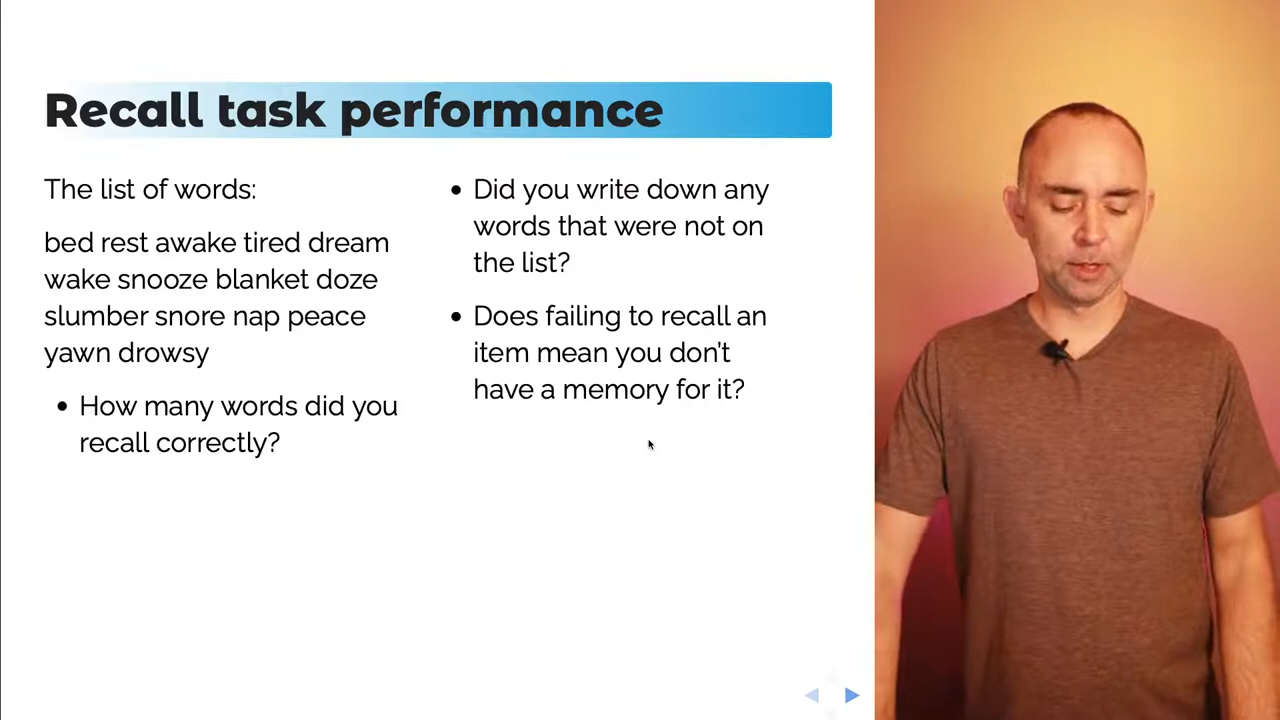 Recall task performance
The list of words:
bed rest awake tired dream
wake snooze blanket doze
slumber snore nap peace
yawn drowsy
• How many words did you
recall correctly?
• Did you write down any
words that were not on
the list?
• Does failing to recall an
item mean you don’t
have a memory for it?